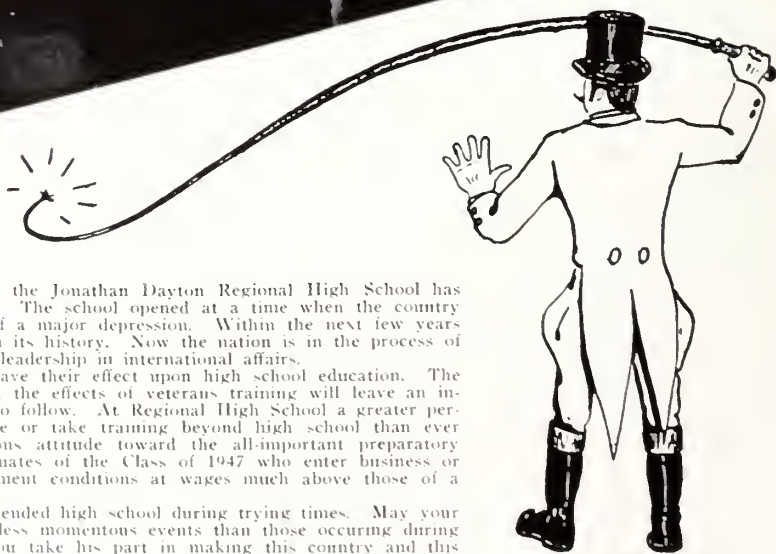 the Jonathan Dayton Regional High School has
The school opened at a time when the country
f a major depression. Within the next few years
its history. Now the nation is in the process of
leadership in international affairs.
ave their effect upon high school education. The
the effects of veterans training will leave an in-
o follow. At Regional High School a greater per-
e or take training beyond high school than ever
ns attitude toward the all-important preparatory
uates of the Class of 1947 who enter business or
ment conditions at wages much above those of a
ended high school during trying times. May your
less momentous events than those occuring during
ou take his part in making this country and this